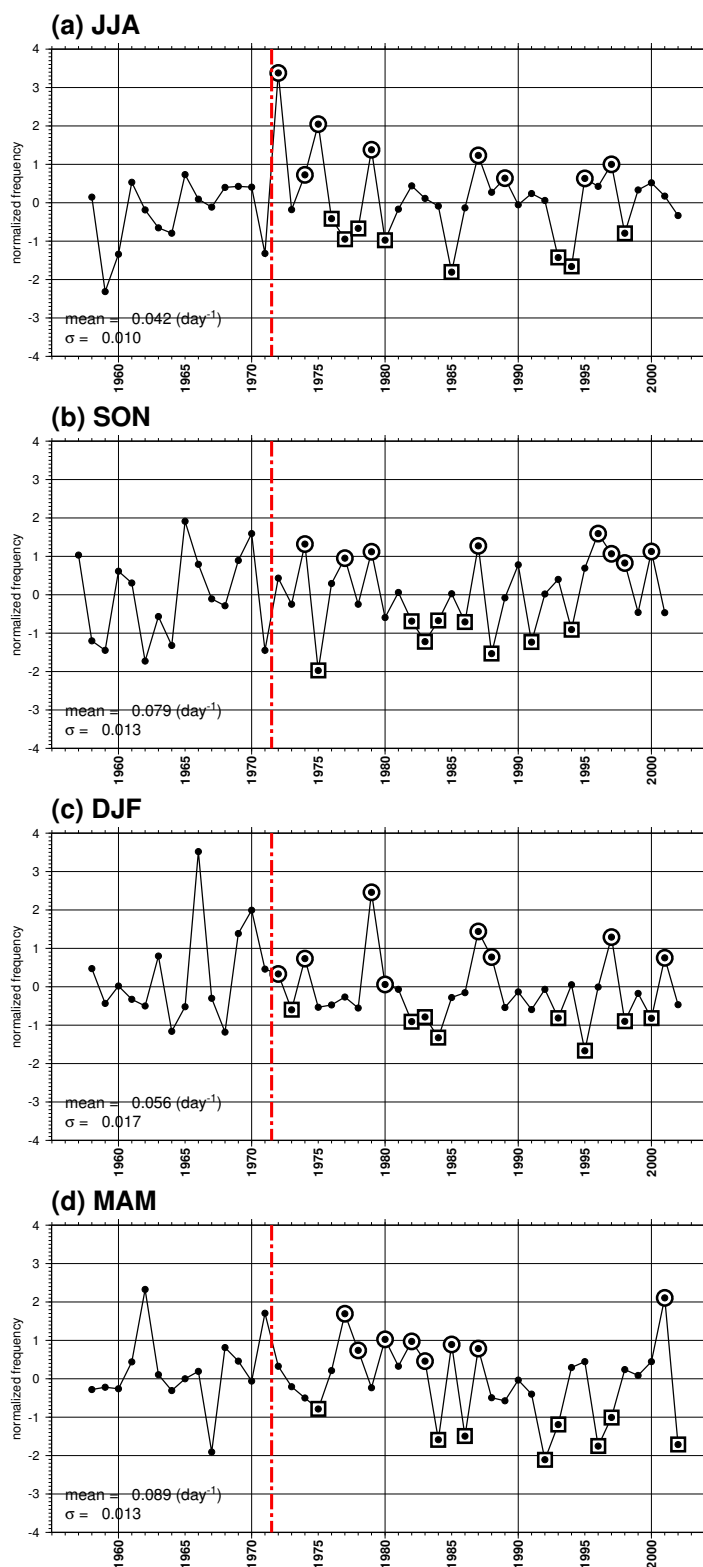 (a) JJA
4
3
2
1
0
-1
-2
-3
-4
normalized frequency
mean = 0.042 (day⁻¹)
σ = 0.010
1960 1965 1970 1975 1980 1985 1990 1995 2000
(b) SON
4
3
2
1
0
-1
-2
-3
-4
normalized frequency
mean = 0.079 (day⁻¹)
σ = 0.013
1960 1965 1970 1975 1980 1985 1990 1995 2000
(c) DJF
4
3
2
1
0
-1
-2
-3
-4
normalized frequency
mean = 0.056 (day⁻¹)
σ = 0.017
1960 1965 1970 1975 1980 1985 1990 1995 2000
(d) MAM
4
3
2
1
0
-1
-2
-3
-4
normalized frequency
mean = 0.089 (day⁻¹)
σ = 0.013
1960 1965 1970 1975 1980 1985 1990 1995 2000